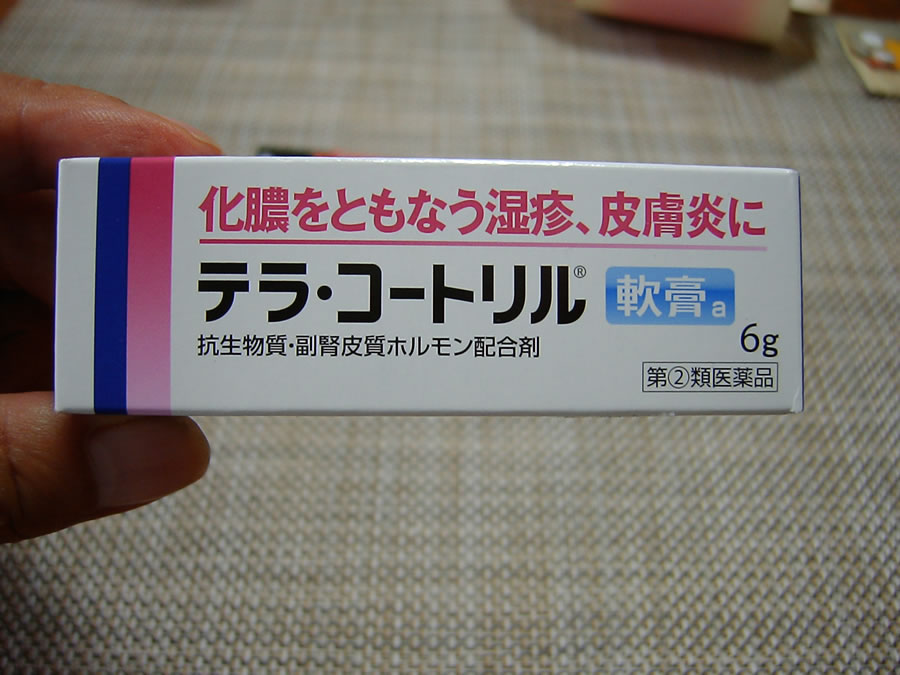 化膿をともなう湿疹、皮膚炎に
テラ・コートリル® 軟膏a
抗生物質・副腎皮質ホルモン配合剤
6g
第②類医薬品